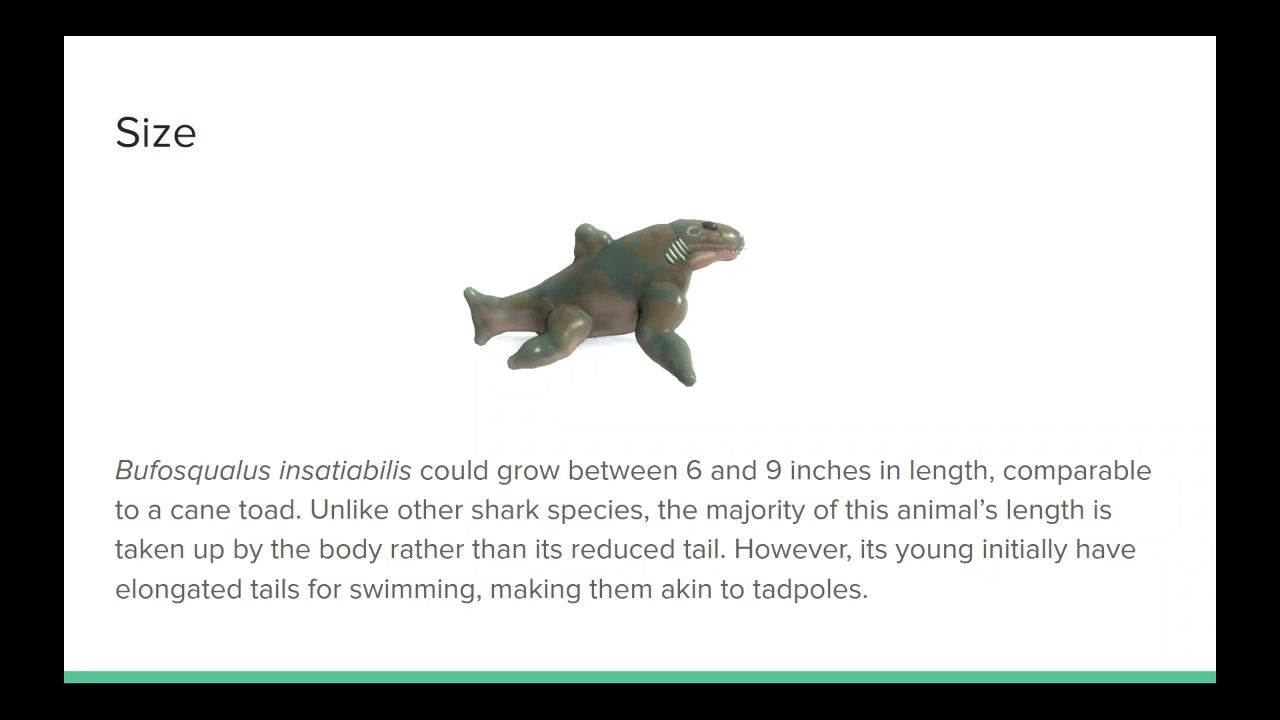 Size
Bufosqualus insatiabilis could grow between 6 and 9 inches in length, comparable
to a cane toad. Unlike other shark species, the majority of this animal’s length is
taken up by the body rather than its reduced tail. However, its young initially have
elongated tails for swimming, making them akin to tadpoles.